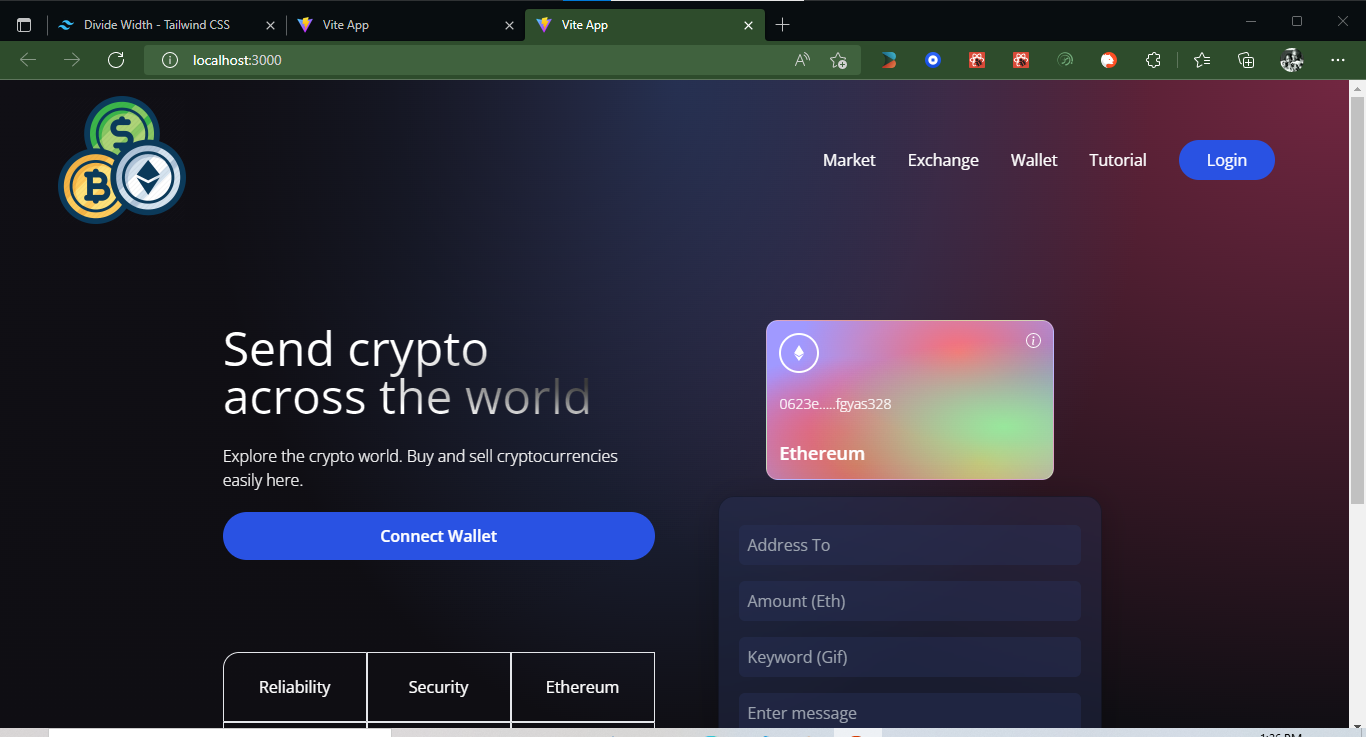 Divide Width - Tailwind CSS
Vite App
Vite App
localhost:3000
Market Exchange Wallet Tutorial Login
Send crypto
across the world
Explore the crypto world. Buy and sell cryptocurrencies
easily here.
Connect Wallet
0623e.....fgyas328
Ethereum
Address To
Amount (Eth)
Keyword (Gif)
Enter message
Reliability Security Ethereum